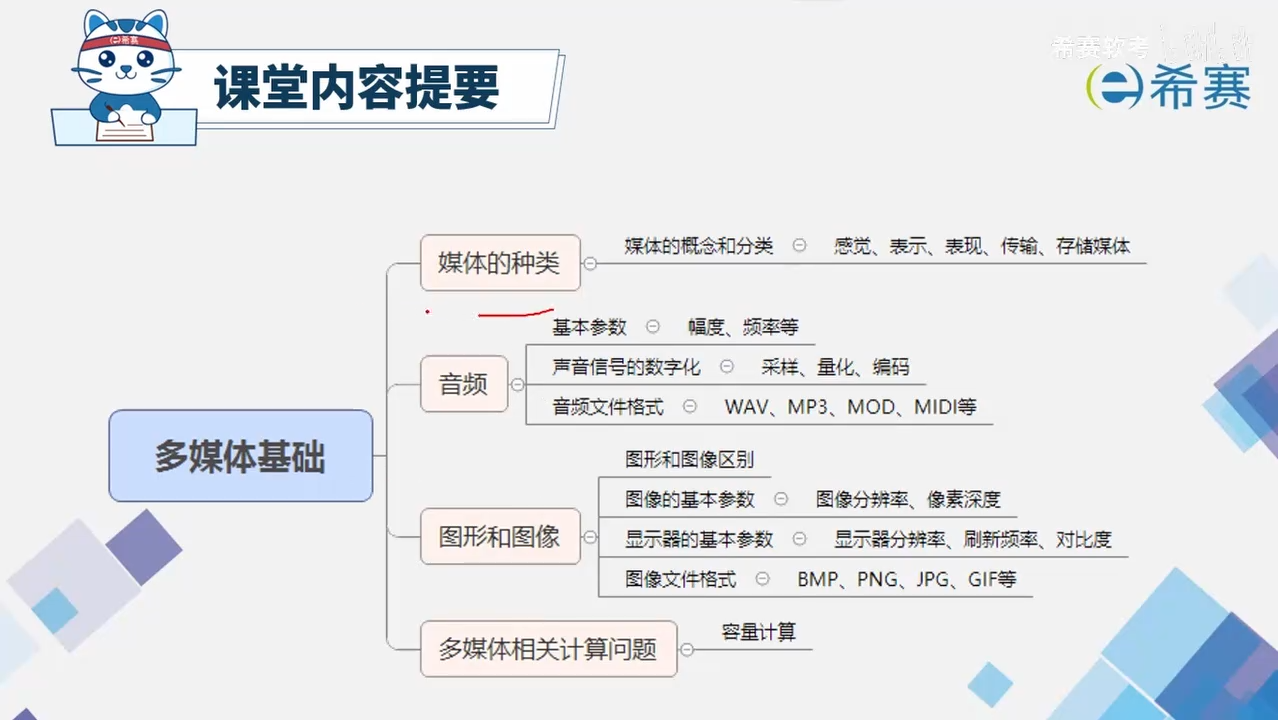 希赛
课堂内容提要
希赛软考
希赛
媒体的种类
媒体的概念和分类
感觉、表示、表现、传输、存储媒体
音频
基本参数
幅度、频率等
声音信号的数字化
采样、量化、编码
音频文件格式
WAV、MP3、MOD、MIDI等
多媒体基础
图形和图像
图形和图像区别
图像的基本参数
图像分辨率、像素深度
显示器的基本参数
显示器分辨率、刷新频率、对比度
图像文件格式
BMP、PNG、JPG、GIF等
多媒体相关计算问题
容量计算